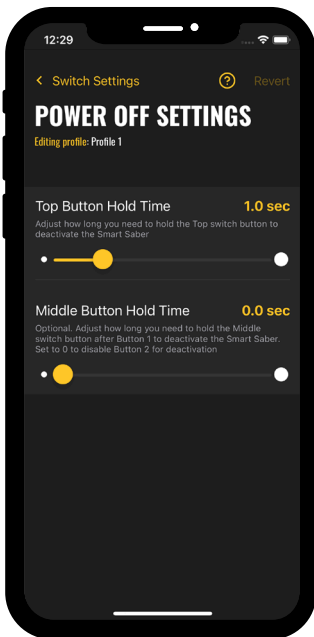 12:29
Switch Settings
Revert
POWER OFF SETTINGS
Editing profile: Profile 1
Top Button Hold Time 1.0 sec
Adjust how long you need to hold the Top switch button to
deactivate the Smart Saber
Middle Button Hold Time 0.0 sec
Optional. Adjust how long you need to hold the Middle
switch button after Button 1 to deactivate the Smart Saber.
Set to 0 to disable Button 2 for deactivation